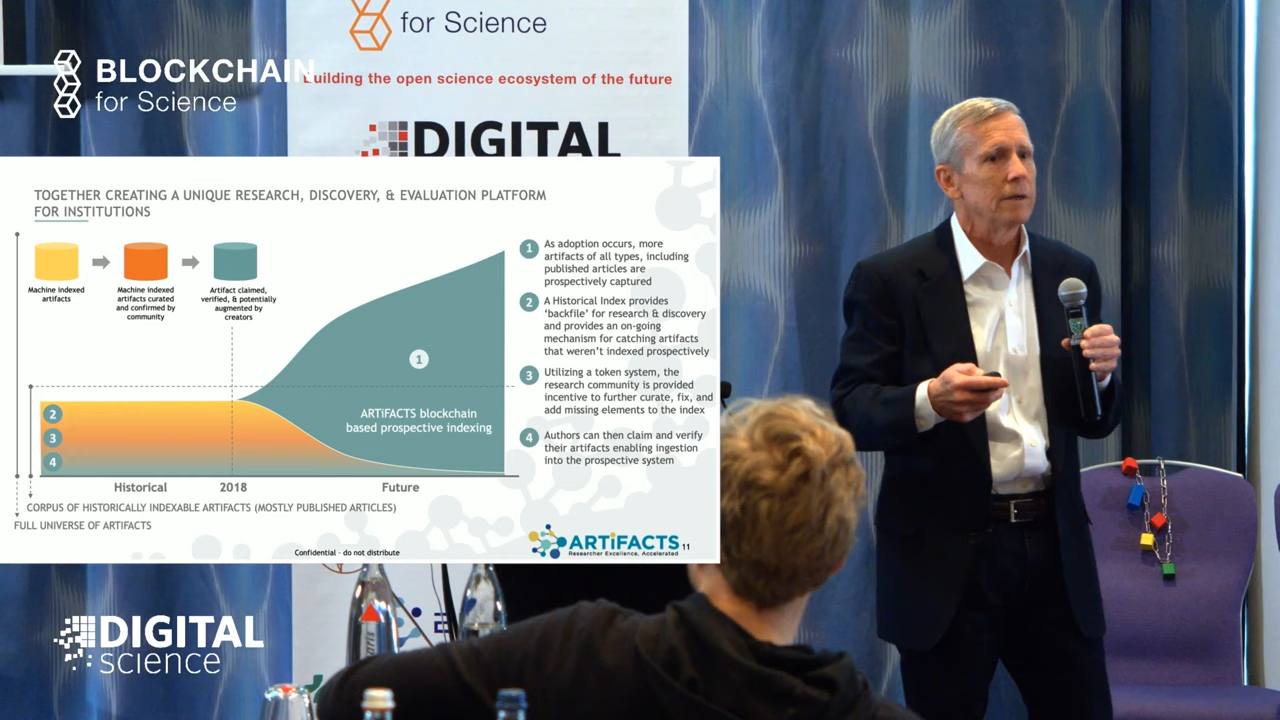 for Science
BLOCKCHAIN
for Science
Building the open science ecosystem of the future
DIGITAL
TOGETHER CREATING A UNIQUE RESEARCH, DISCOVERY, & EVALUATION PLATFORM
FOR INSTITUTIONS
Machine indexed
artifacts
Machine indexed
artifacts curated
and confirmed by
community
Artifact claimed,
verified, & potentially
augmented by
creators
1
ARTiFACTS blockchain
based prospective indexing
2
3
4
Historical
2018
Future
CORPUS OF HISTORICALLY INDEXABLE ARTIFACTS (MOSTLY PUBLISHED ARTICLES)
FULL UNIVERSE OF ARTIFACTS
1 As adoption occurs, more
artifacts of all types, including
published articles are
prospectively captured
2 A Historical Index provides
'backfile' for research & discovery
and provides an on-going
mechanism for catching artifacts
that weren't indexed prospectively
3 Utilizing a token system, the
research community is provided
incentive to further curate, fix, and
add missing elements to the index
4 Authors can then claim and verify
their artifacts enabling ingestion
into the prospective system
Confidential - do not distribute
ARTiFACTS
Researcher Excellence, Accelerated
11
DIGITAL
science